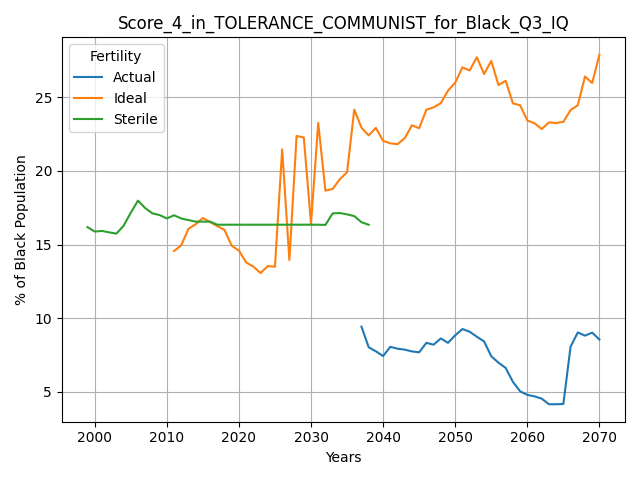 Score_4_in_TOLERANCE_COMMUNIST_for_Black_Q3_IQ
Fertility
Actual
Ideal
Sterile
% of Black Population
25
20
15
10
5
2000 2010 2020 2030 2040 2050 2060 2070
Years